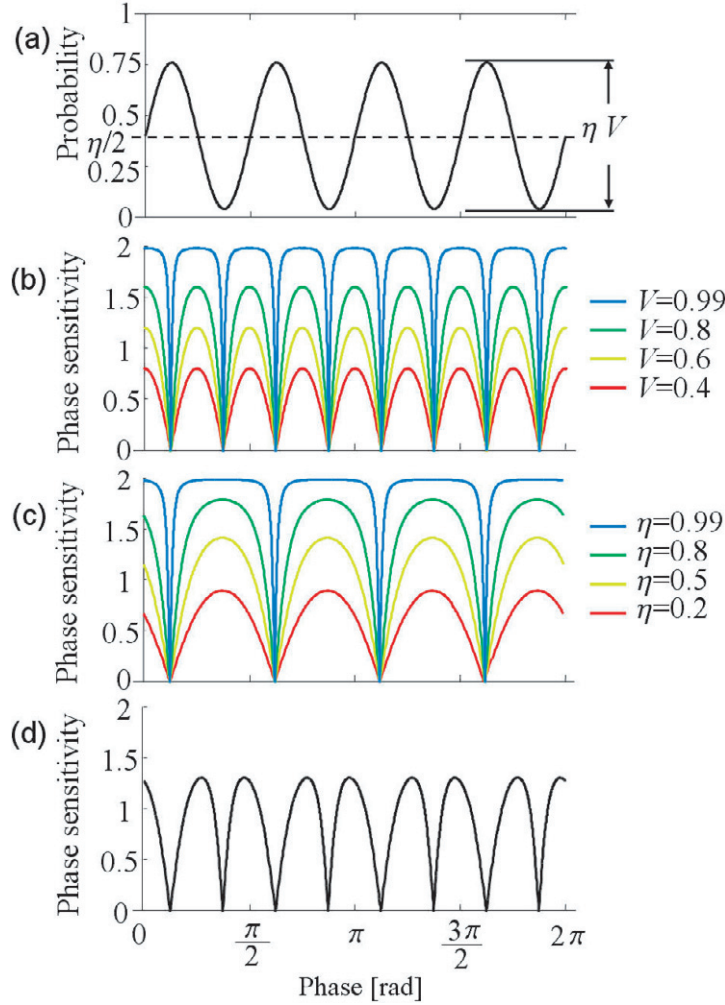 (a)
Probability
1
0.75
0.5
η/2
0.25
0
η V
(b)
Phase sensitivity
2
1.5
1
0.5
0
V=0.99
V=0.8
V=0.6
V=0.4
(c)
Phase sensitivity
2
1.5
1
0.5
0
η=0.99
η=0.8
η=0.5
η=0.2
(d)
Phase sensitivity
2
1.5
1
0.5
0
0
π/2
π
3π/2
2π
Phase [rad]